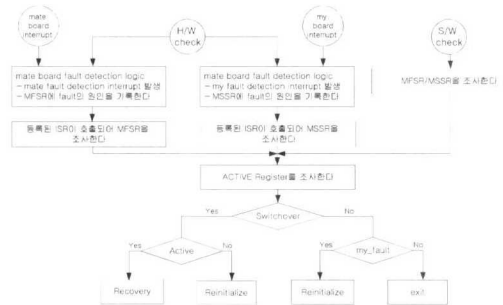 mate
board
interrupt
H/W
check
my
board
interrupt
S/W
check
mate board fault detection logic
- mate fault detection interrupt 발생
- MFSR에 fault의 원인을 기록한다
mate board fault detection logic
- my fault detection interrupt 발생
- MSSR에 fault의 원인을 기록한다
MFSR/MSSR을 조사한다
등록된 ISR이 호출되어 MFSR을
조사한다
등록된 ISR이 호출되어 MSSR을
조사한다
ACTIVE Register를 조사한다
Yes
Switchover
No
Yes
Active
No
Yes
my_fault
No
Recovery
Reinitialize
Reinitialize
exit